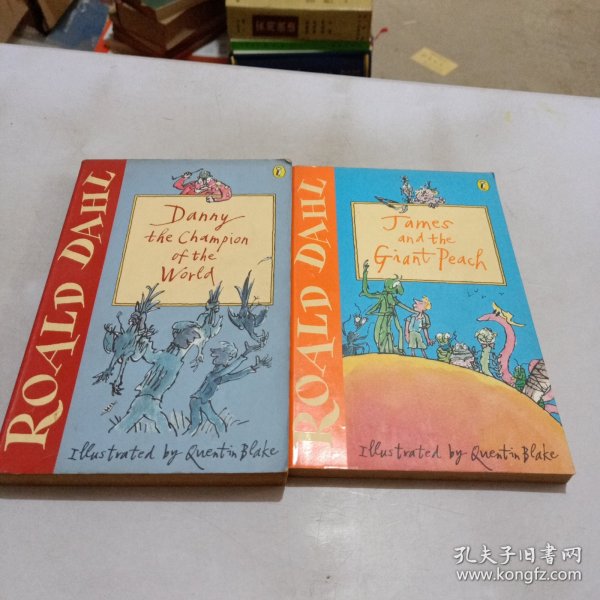 ROALD DAHL
Danny
the Champion
of the
World
Illustrated by Quentin Blake
ROALD DAHL
James
and the
Giant Peach
Illustrated by Quentin Blake
孔夫子旧书网
www.kongfz.com